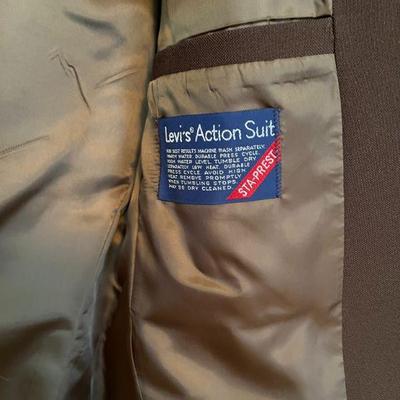 Levi's® Action Suit
FOR BEST RESULTS MACHINE WASH SEPARATELY,
WARM WATER, DURABLE PRESS CYCLE,
HIGH WATER LEVEL. TUMBLE DRY
SEPARATELY LOW HEAT, DURABLE
PRESS CYCLE. AVOID HIGH
HEAT. REMOVE PROMPTLY
WHEN TUMBLING STOPS.
MAY BE DRY CLEANED.
STA-PREST